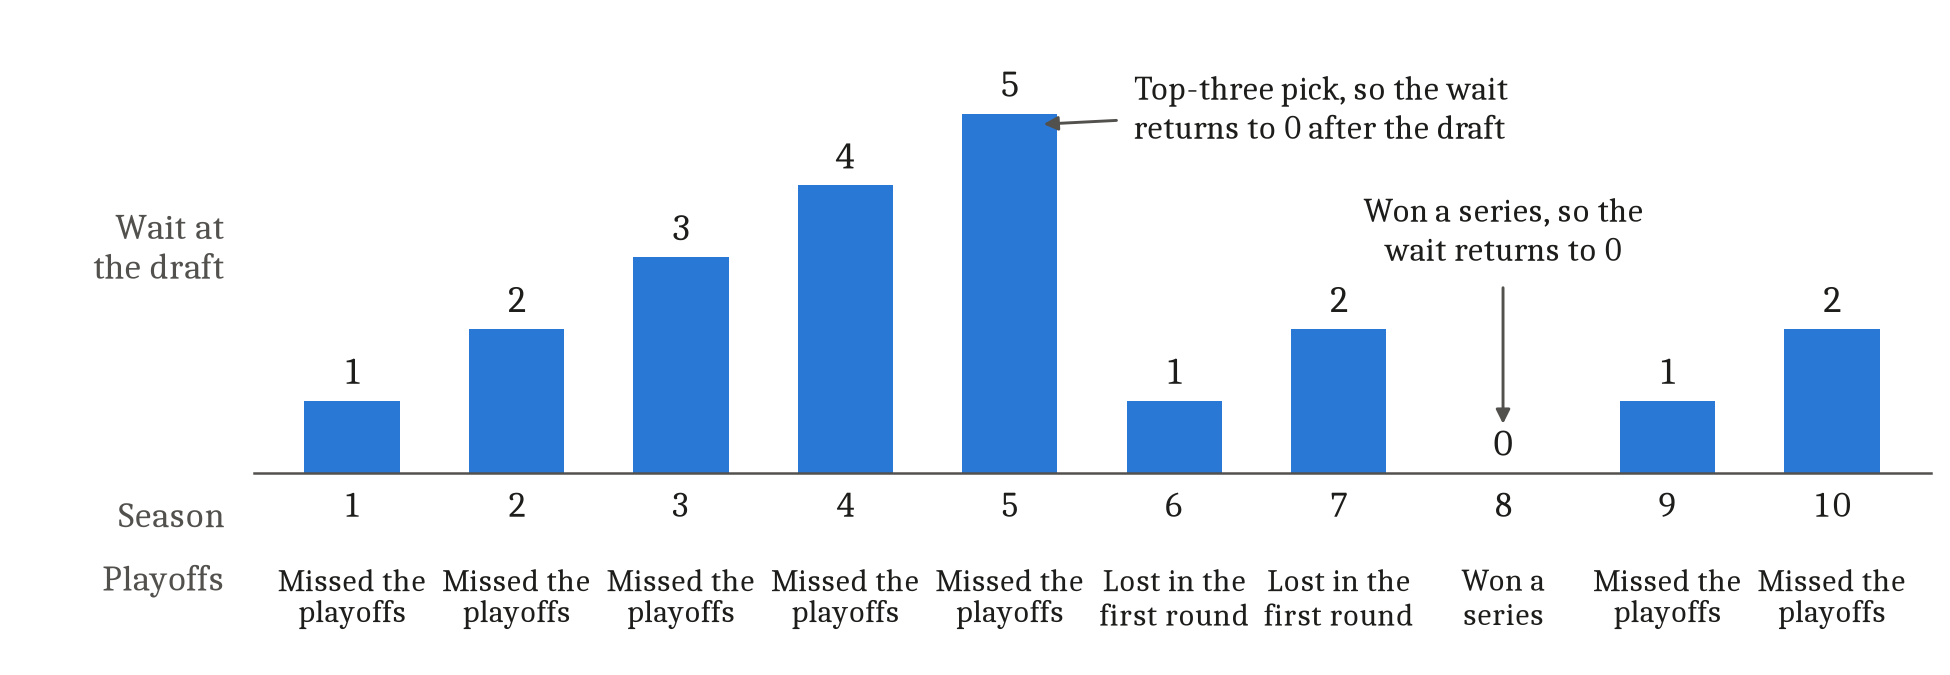 5
Top-three pick, so the wait
returns to 0 after the draft
4
Won a series, so the
wait returns to 0
Wait at
the draft
3
2
2
2
1
1
1
0
Season
1 2 3 4 5 6 7 8 9 10
Playoffs
Missed the
playoffs
Missed the
playoffs
Missed the
playoffs
Missed the
playoffs
Missed the
playoffs
Lost in the
first round
Lost in the
first round
Won a
series
Missed the
playoffs
Missed the
playoffs